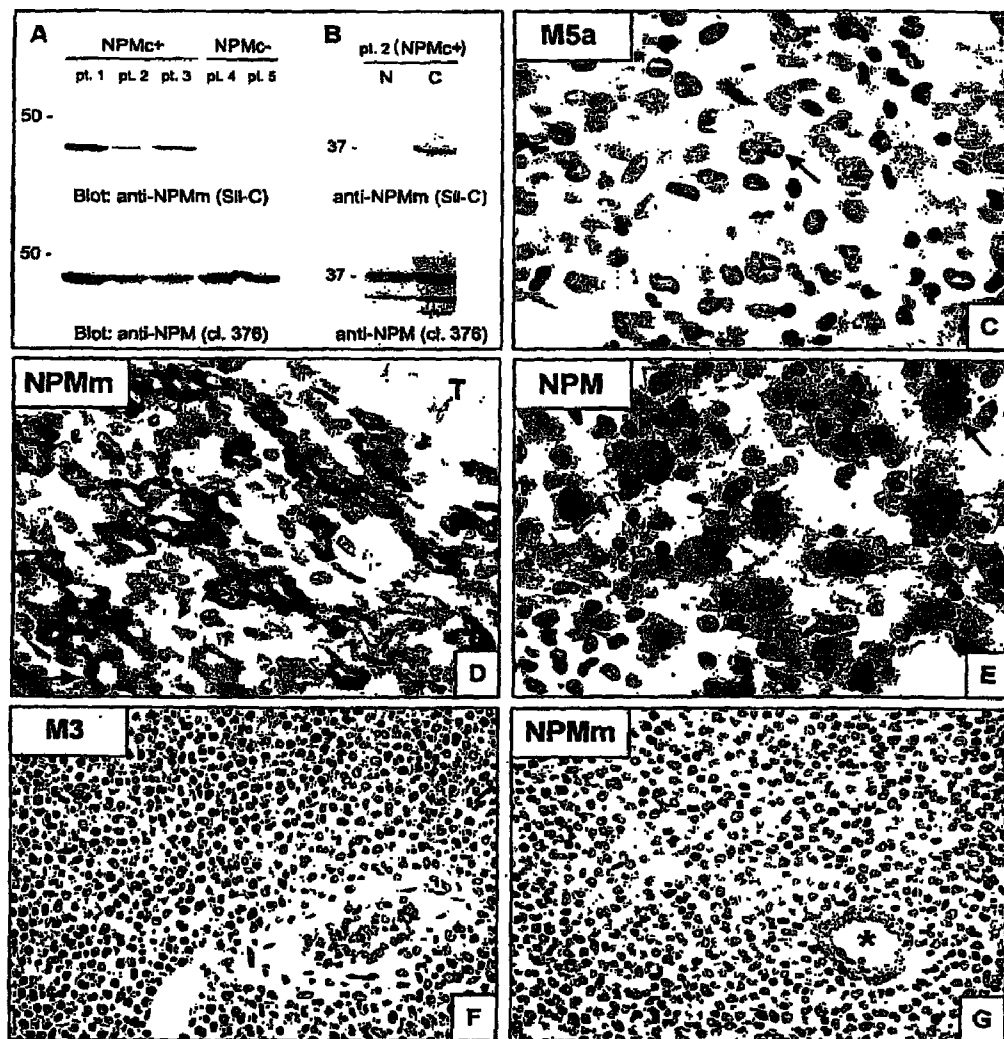 A B
NPMc+ NPMc- pt. 2 (NPMc+)
pt. 1 pt. 2 pt. 3 pt. 4 pt. 5 N C
50 -
37 -
Blot: anti-NPMm (Sil-C) anti-NPMm (Sil-C)
50 -
37 -
Blot: anti-NPM (cl. 376) anti-NPM (cl. 376)
M5a
C
NPMm
T
D
NPM
E
M3
F
NPMm
*
G